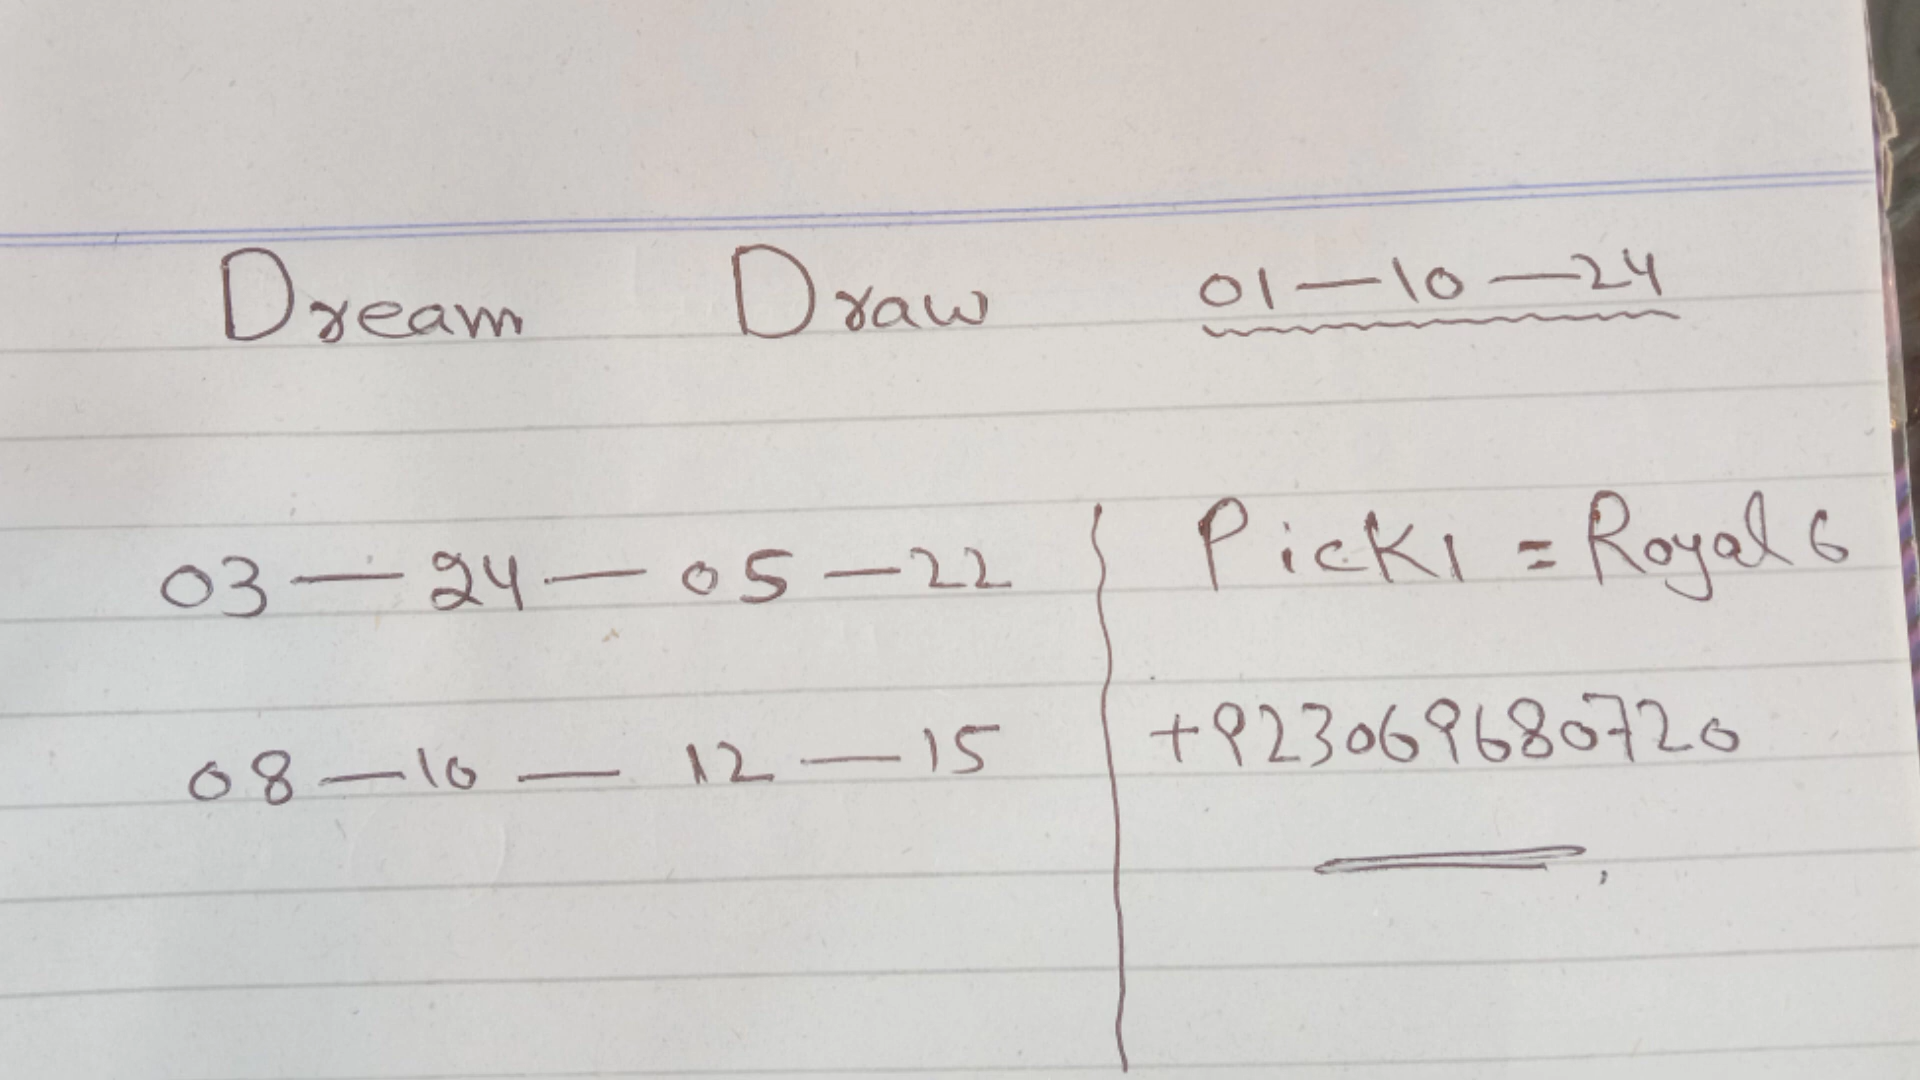 Dream Draw 01-10-24
03-24-05-22
08-10-12-15
Pick1 = Royal 6
+923069680720